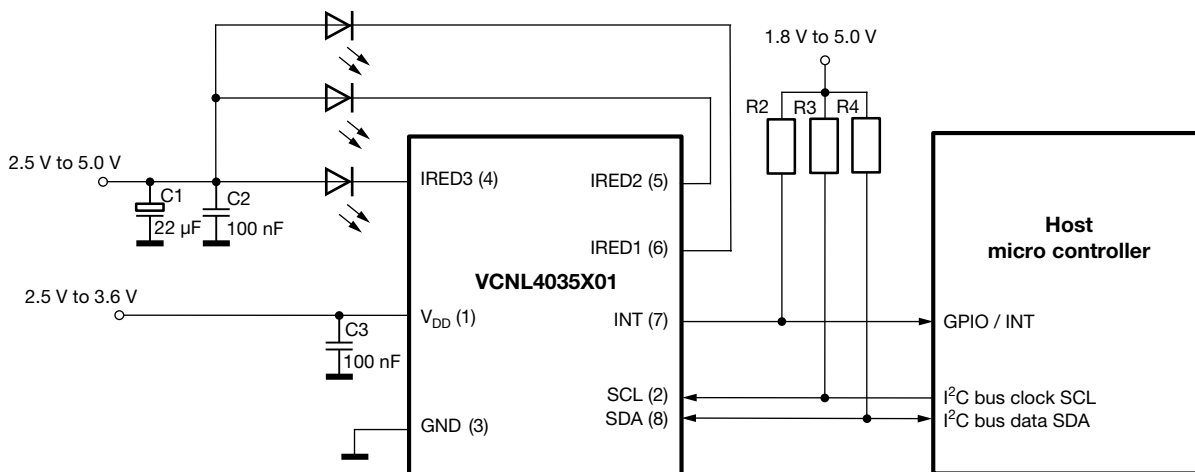 1.8 V to 5.0 V
R2
R3
R4
2.5 V to 5.0 V
C1
22 µF
C2
100 nF
IRED3 (4)
IRED2 (5)
IRED1 (6)
VCNL4035X01
Host
micro controller
2.5 V to 3.6 V
C3
100 nF
V_DD (1)
INT (7)
GPIO / INT
SCL (2)
I²C bus clock SCL
GND (3)
SDA (8)
I²C bus data SDA